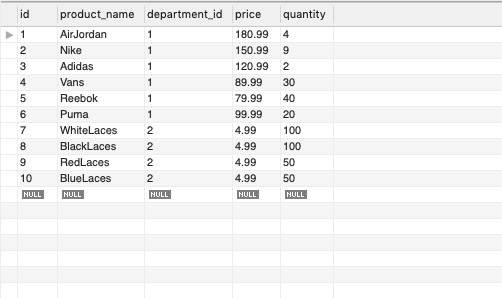 id product_name department_id price quantity
1 AirJordan 1 180.99 4
2 Nike 1 150.99 9
3 Adidas 1 120.99 2
4 Vans 1 89.99 30
5 Reebok 1 79.99 40
6 Puma 1 99.99 20
7 WhiteLaces 2 4.99 100
8 BlackLaces 2 4.99 100
9 RedLaces 2 4.99 50
10 BlueLaces 2 4.99 50
NULL NULL NULL NULL NULL